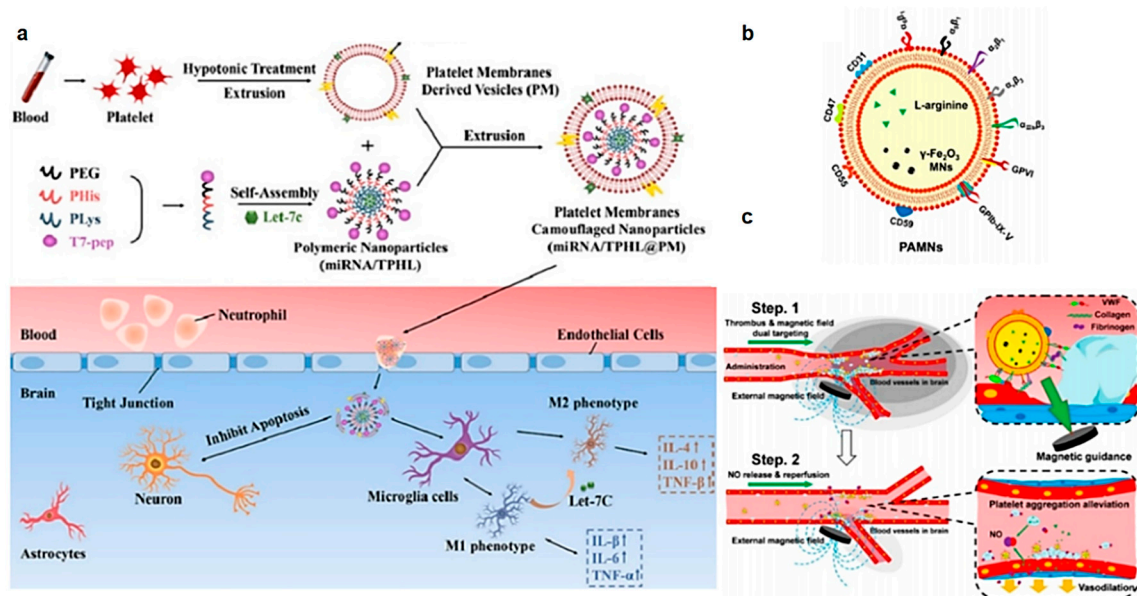 a
Blood
Platelet
Hypotonic Treatment
Extrusion
Platelet Membranes
Derived Vesicles (PM)
+
Extrusion
PEG
PHis
PLys
T7-pep
Self-Assembly
Let-7c
Polymeric Nanoparticles
(miRNA/TPHL)
Platelet Membranes
Camouflaged Nanoparticles
(miRNA/TPHL@PM)
Blood
Neutrophil
Endothelial Cells
Brain
Tight Junction
Inhibit Apoptosis
Neuron
Astrocytes
Microglia cells
M2 phenotype
IL-4↑
IL-10↑
TNF-β↑
Let-7C
M1 phenotype
IL-β↑
IL-6↑
TNF-α↑
b
CD31
CD47
CD55
CD59
GPIb-IX-V
GPVI
L-arginine
γ-Fe₂O₃
MNs
PAMNs
c
Step. 1
Thrombus & magnetic field
dual targeting
Administration
Blood vessels in brain
External magnetic field
VWF
Collagen
Fibrinogen
Magnetic guidance
Step. 2
NO release & reperfusion
Blood vessels in brain
External magnetic field
Platelet aggregation alleviation
NO
Vasodilation